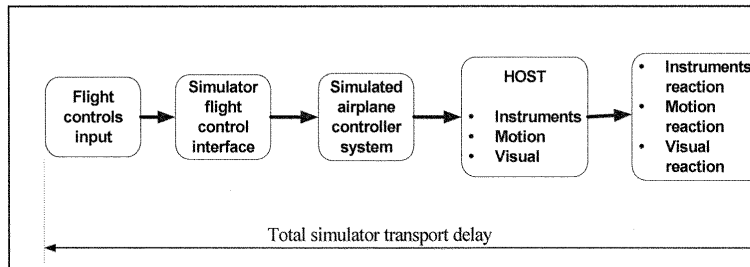 Flight
controls
input
Simulator
flight
control
interface
Simulated
airplane
controller
system
HOST
• Instruments
• Motion
• Visual
• Instruments
reaction
• Motion
reaction
• Visual
reaction
Total simulator transport delay